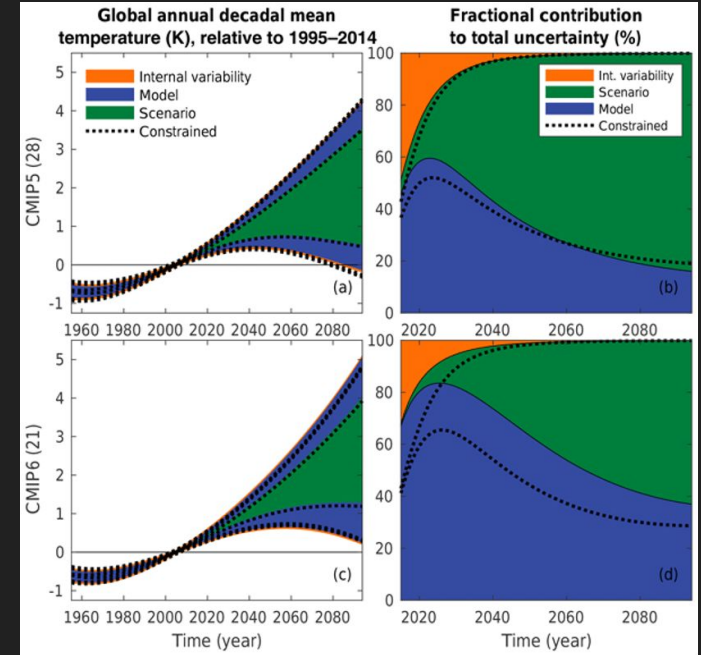 Global annual decadal mean
temperature (K), relative to 1995–2014
Fractional contribution
to total uncertainty (%)
CMIP5 (28)
5
4
3
2
1
0
-1
Internal variability
Model
Scenario
Constrained
(a)
1960 1980 2000 2020 2040 2060 2080
100
80
60
40
20
0
Int. variability
Scenario
Model
Constrained
(b)
2020 2040 2060 2080
CMIP6 (21)
5
4
3
2
1
0
-1
(c)
1960 1980 2000 2020 2040 2060 2080
Time (year)
100
80
60
40
20
0
(d)
2020 2040 2060 2080
Time (year)